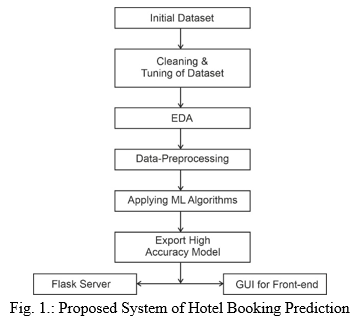 Initial Dataset
Cleaning &
Tuning of Dataset
EDA
Data-Preprocessing
Applying ML Algorithms
Export High
Accuracy Model
Flask Server
GUI for Front-end
Fig. 1.: Proposed System of Hotel Booking Prediction